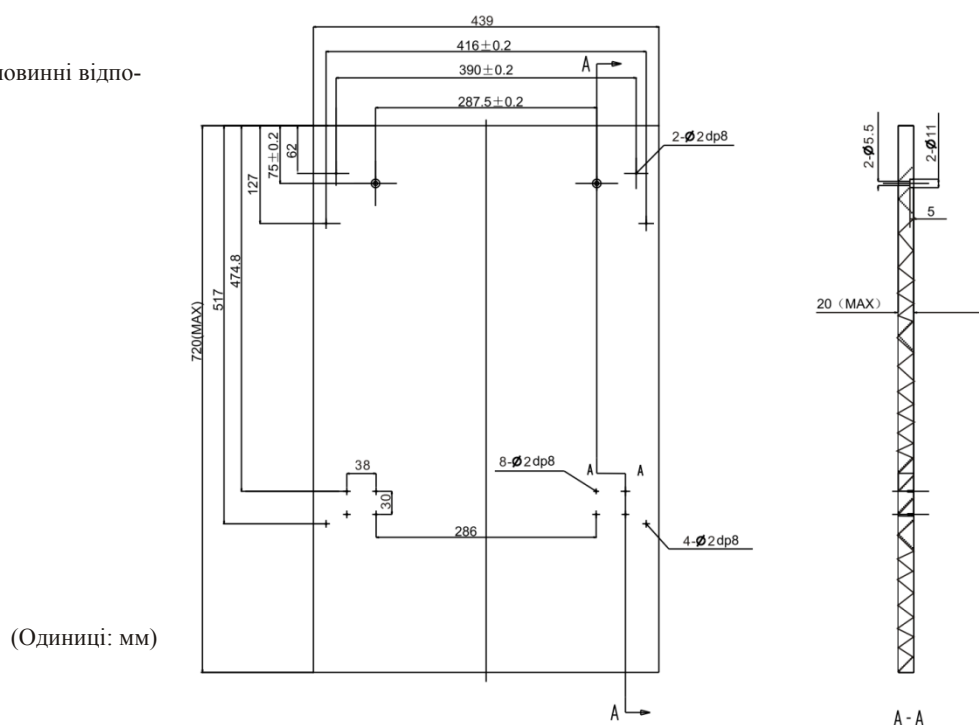 439
416±0.2
овинні відпо-
A
390±0.2
287.5±0.2
2-Ø2dp8
2-Ø5.5
2-Ø11
62
75±0.2
127
5
474.8
517
720(MAX)
20（MAX）
38
8-Ø2dp8
A
A
30
286
4-Ø2dp8
(Одиниці: мм)
A
A-A